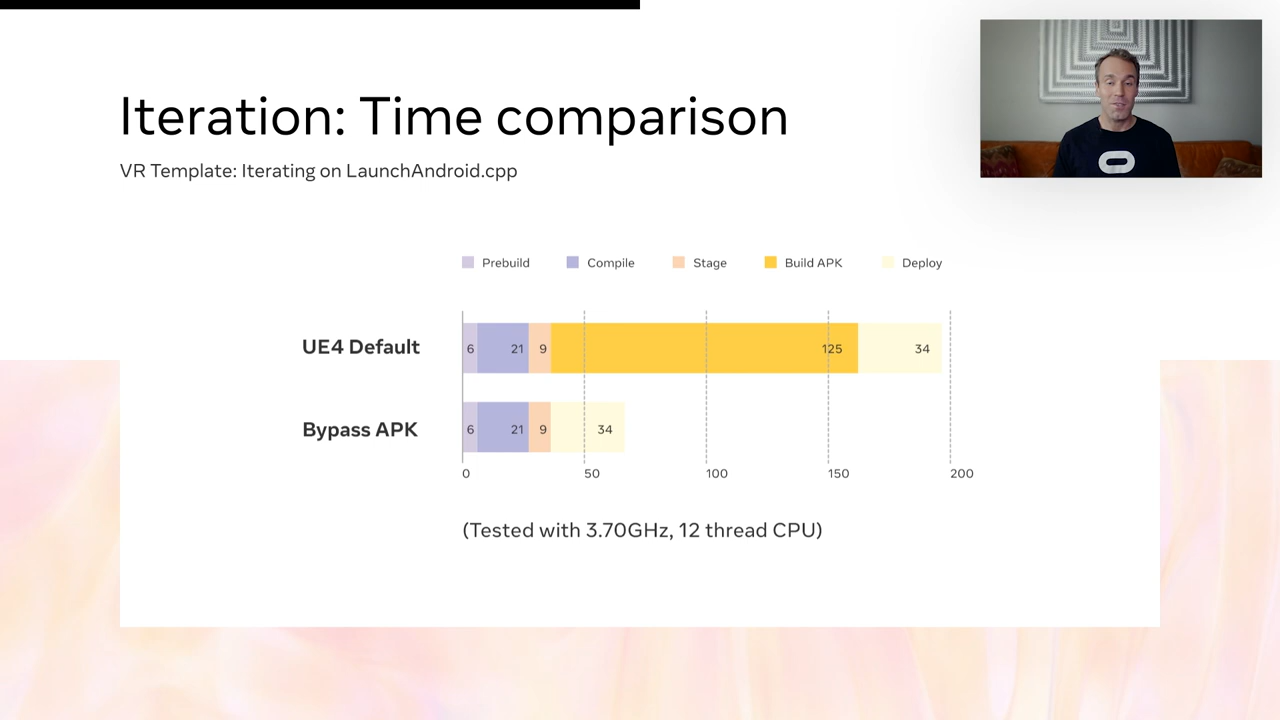 Iteration: Time comparison
VR Template: Iterating on LaunchAndroid.cpp
Prebuild Compile Stage Build APK Deploy
UE4 Default 6 21 9 125 34
Bypass APK 6 21 9 34
0 50 100 150 200
(Tested with 3.70GHz, 12 thread CPU)